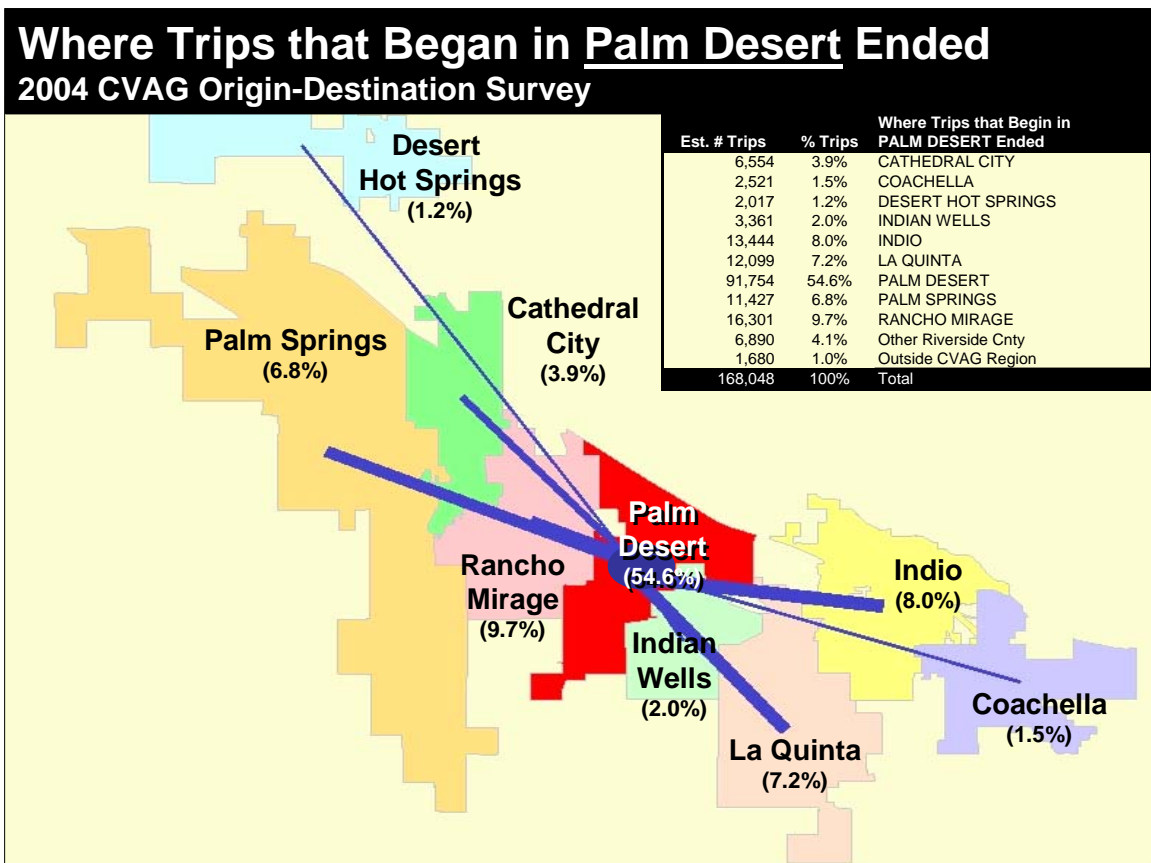 Where Trips that Began in Palm Desert Ended
2004 CVAG Origin-Destination Survey
Est. # Trips % Trips Where Trips that Begin in PALM DESERT Ended
6,554 3.9% CATHEDRAL CITY
2,521 1.5% COACHELLA
2,017 1.2% DESERT HOT SPRINGS
3,361 2.0% INDIAN WELLS
13,444 8.0% INDIO
12,099 7.2% LA QUINTA
91,754 54.6% PALM DESERT
11,427 6.8% PALM SPRINGS
16,301 9.7% RANCHO MIRAGE
6,890 4.1% Other Riverside Cnty
1,680 1.0% Outside CVAG Region
168,048 100% Total
Desert
Hot Springs
(1.2%)
Cathedral
City
(3.9%)
Palm Springs
(6.8%)
Palm
Desert
(54.6%)
Rancho
Mirage
(9.7%)
Indio
(8.0%)
Indian
Wells
(2.0%)
Coachella
(1.5%)
La Quinta
(7.2%)